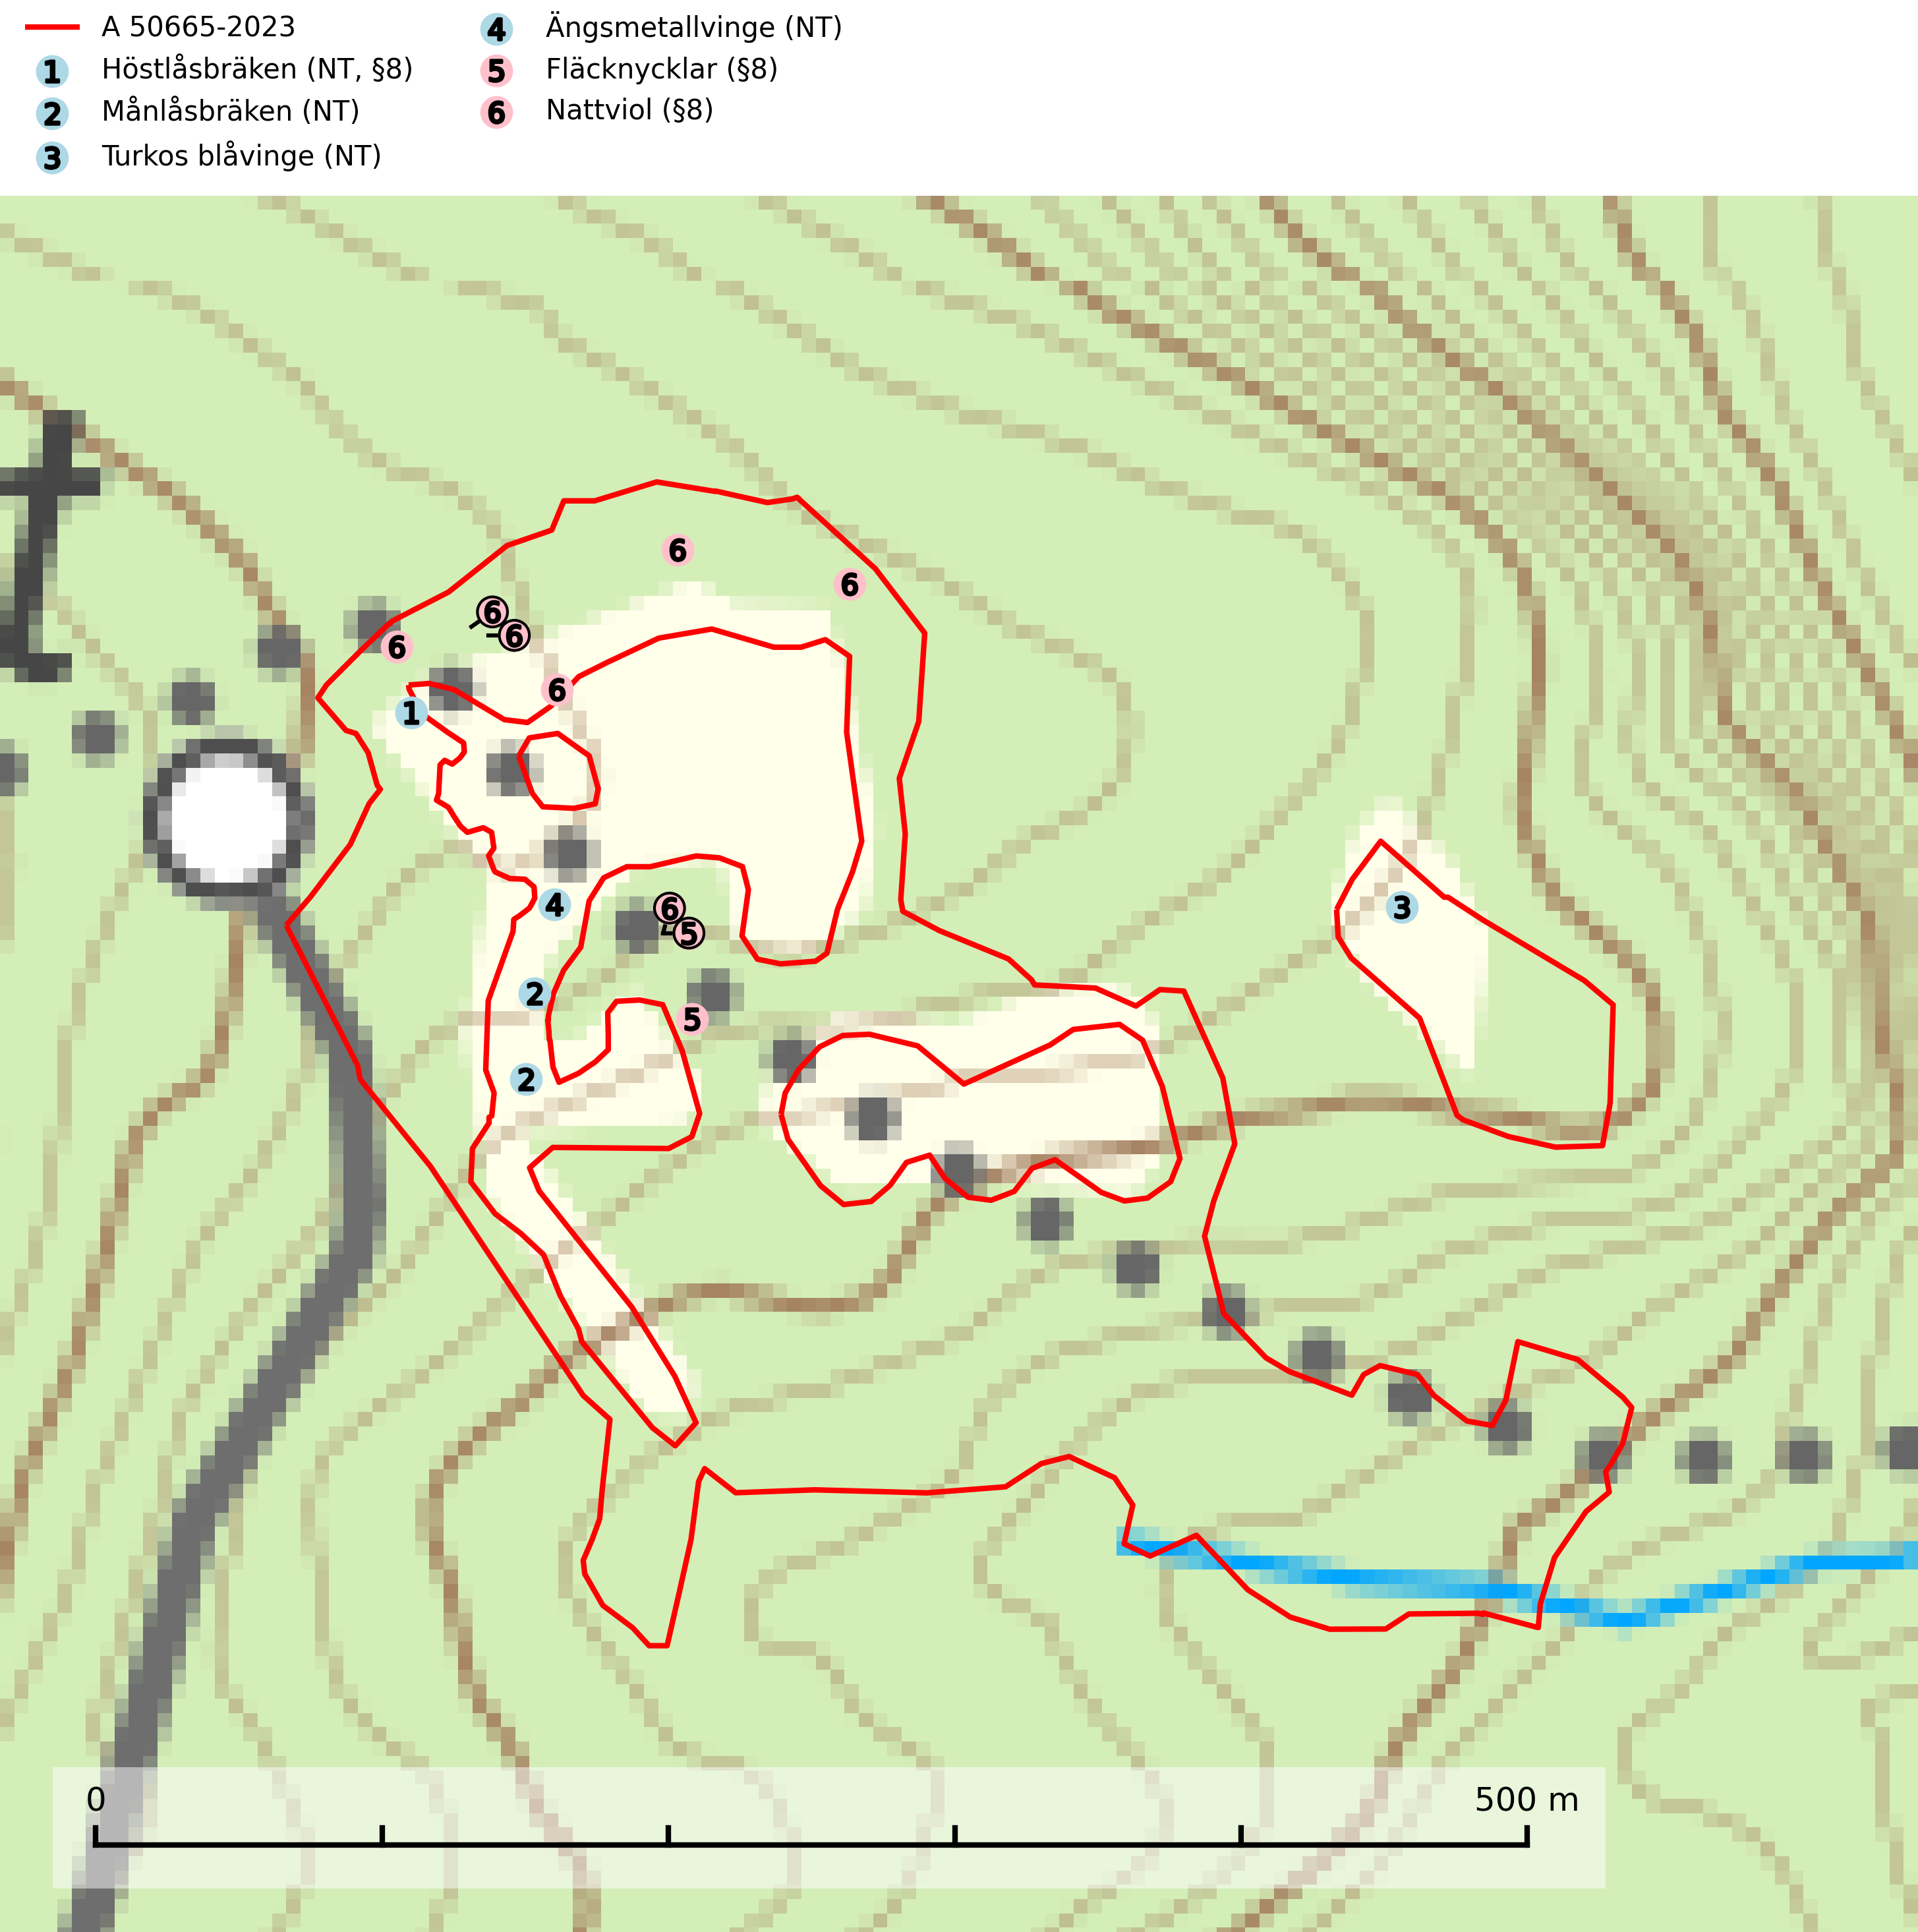 A 50665-2023
1 Höstlåsbräken (NT, §8)
2 Månlåsbräken (NT)
3 Turkos blåvinge (NT)
4 Ängsmetallvinge (NT)
5 Fläcknycklar (§8)
6 Nattviol (§8)
6
6
6
6
6
6
1
4
6
5
3
2
5
2
0
500 m